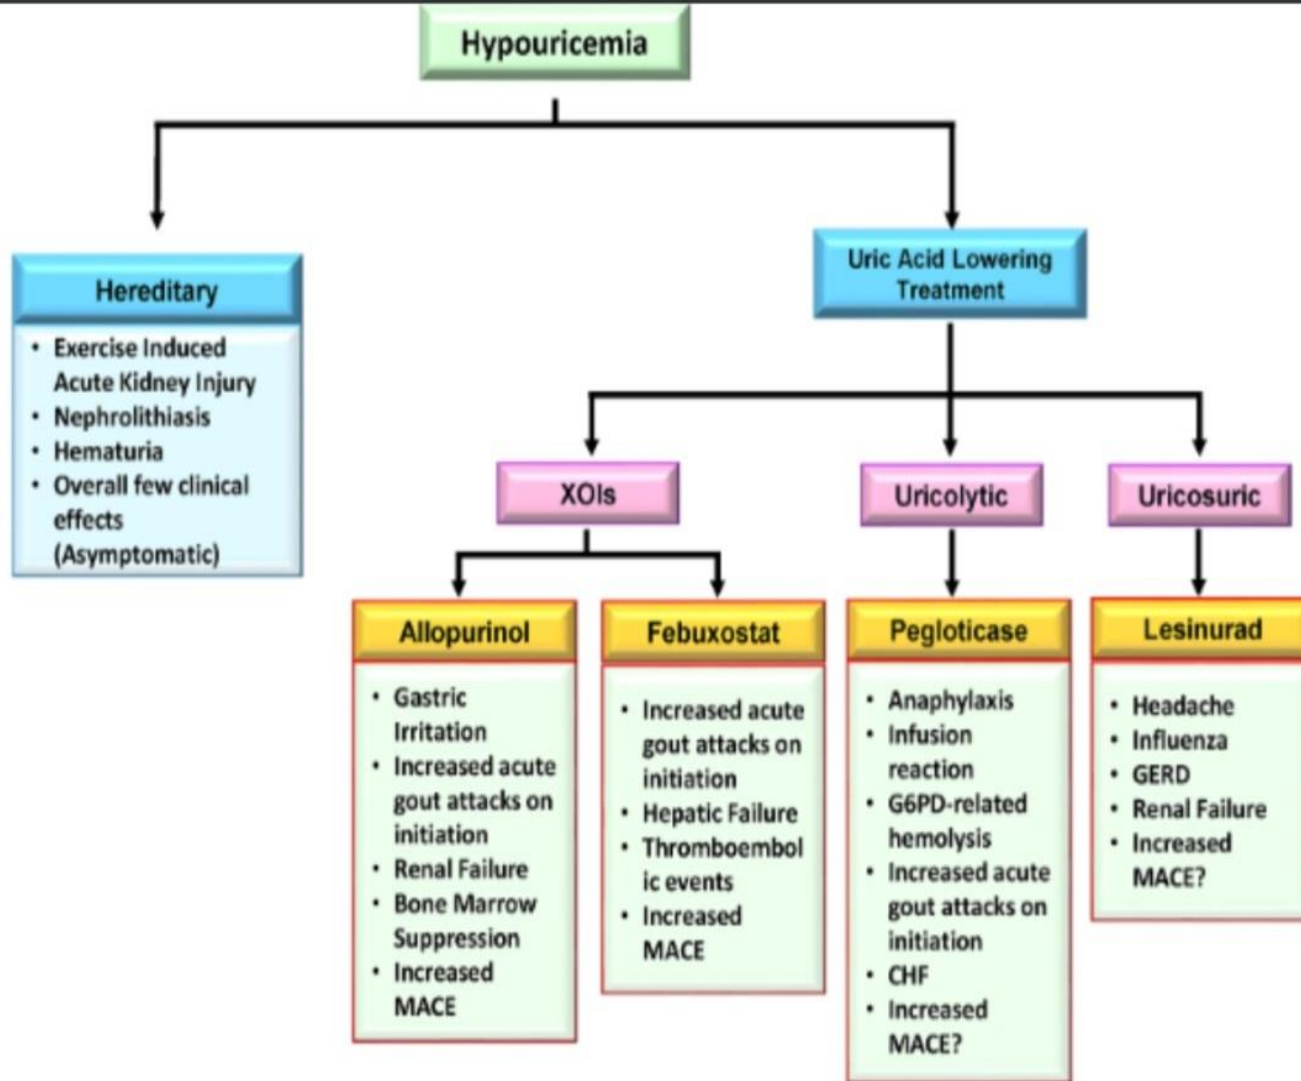 Hypouricemia
Hereditary
• Exercise Induced
Acute Kidney Injury
• Nephrolithiasis
• Hematuria
• Overall few clinical
effects
(Asymptomatic)
Uric Acid Lowering
Treatment
XOIs
Uricolytic
Uricosuric
Allopurinol
• Gastric
Irritation
• Increased acute
gout attacks on
initiation
• Renal Failure
• Bone Marrow
Suppression
• Increased
MACE
Febuxostat
• Increased acute
gout attacks on
initiation
• Hepatic Failure
• Thromboembol
ic events
• Increased
MACE
Pegloticase
• Anaphylaxis
• Infusion
reaction
• G6PD-related
hemolysis
• Increased acute
gout attacks on
initiation
• CHF
• Increased
MACE?
Lesinurad
• Headache
• Influenza
• GERD
• Renal Failure
• Increased
MACE?